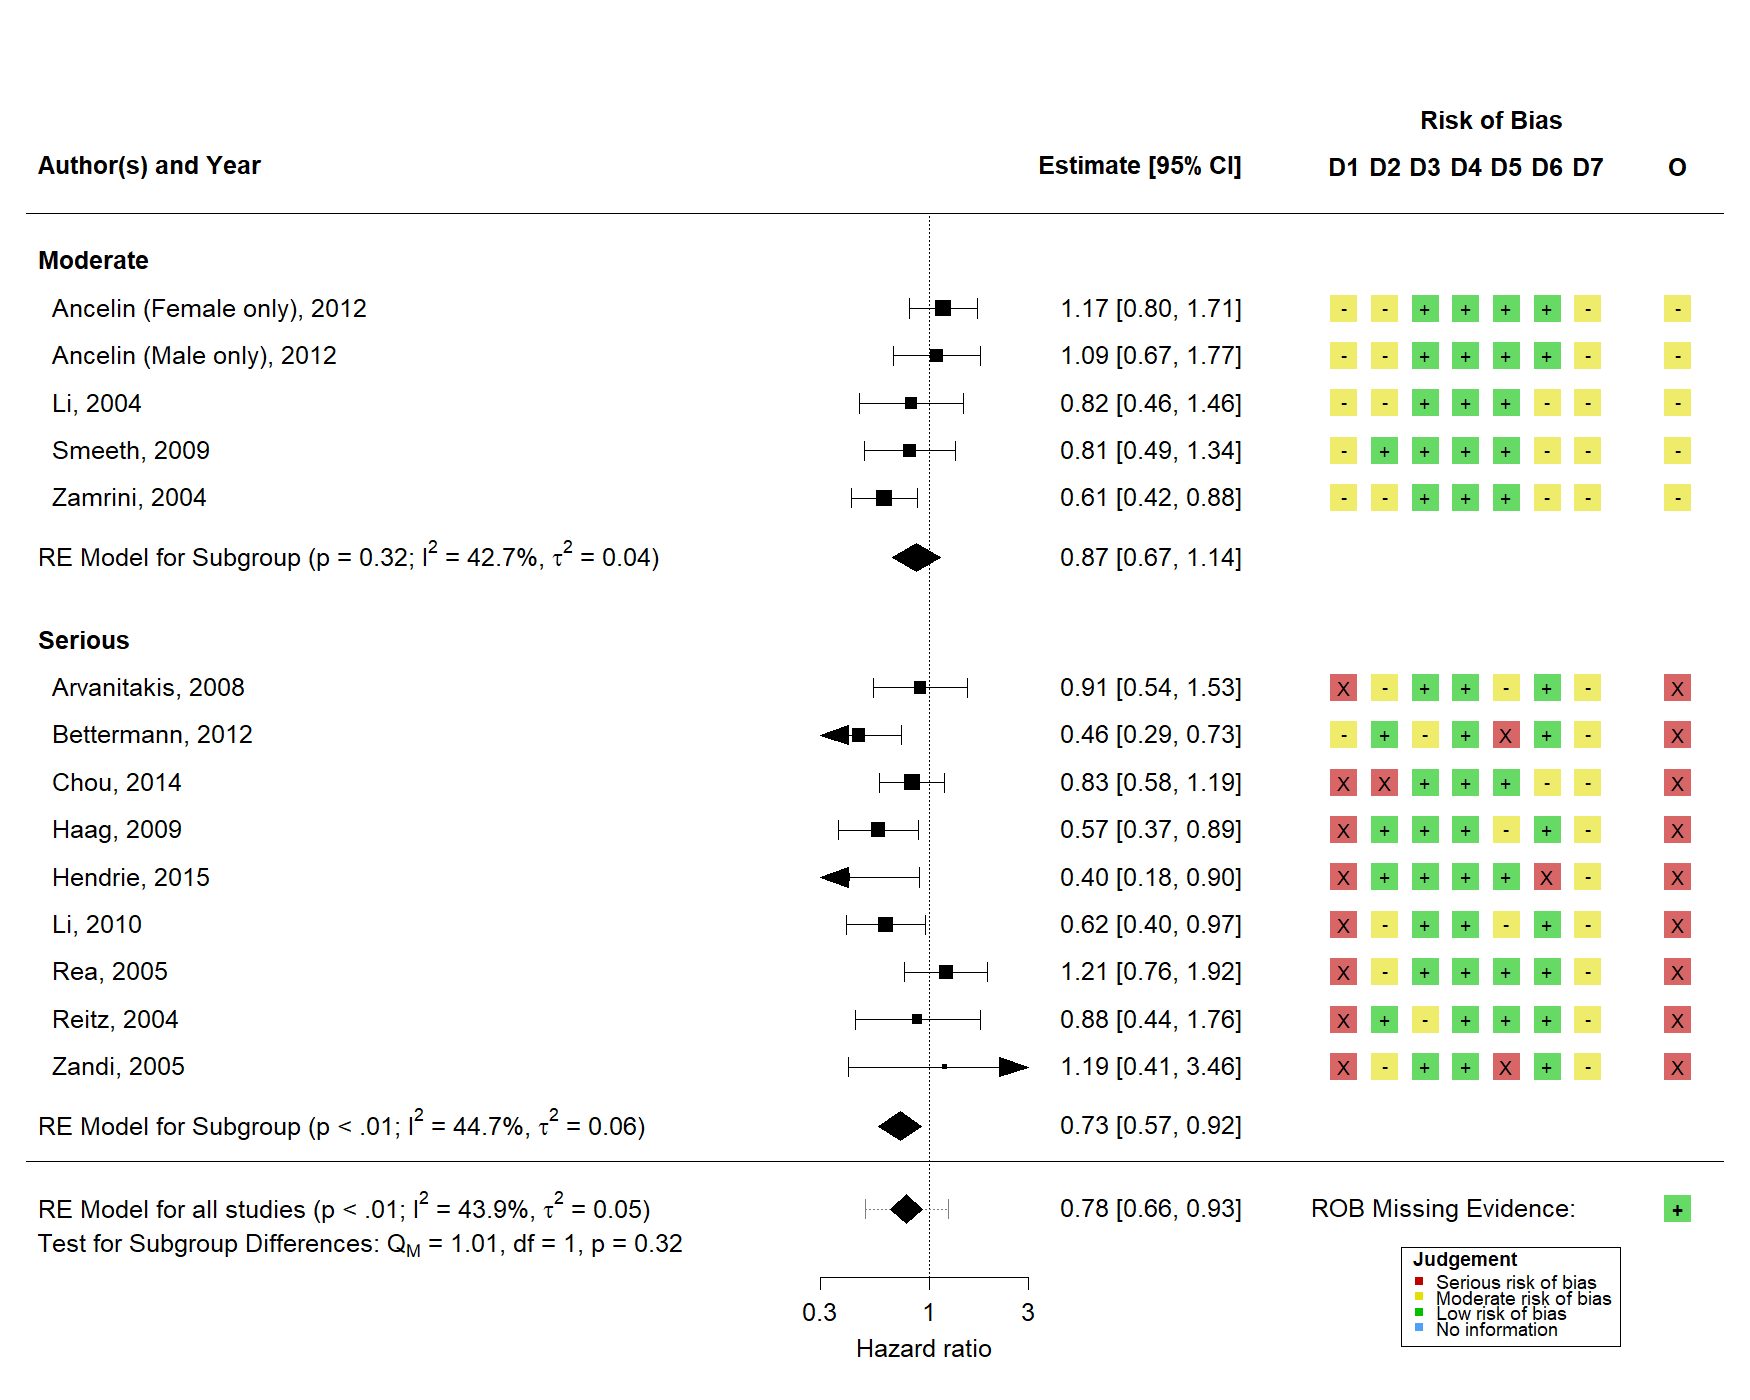 Risk of Bias
Author(s) and Year Estimate [95% CI] D1 D2 D3 D4 D5 D6 D7 O
Moderate
Ancelin (Female only), 2012 1.17 [0.80, 1.71] - - + + + + - -
Ancelin (Male only), 2012 1.09 [0.67, 1.77] - - + + + + - -
Li, 2004 0.82 [0.46, 1.46] - - + + + - - -
Smeeth, 2009 0.81 [0.49, 1.34] - + + + + - - -
Zamrini, 2004 0.61 [0.42, 0.88] - - + + + - - -
RE Model for Subgroup (p = 0.32; I² = 42.7%, τ² = 0.04) 0.87 [0.67, 1.14]
Serious
Arvanitakis, 2008 0.91 [0.54, 1.53] X - + + - + - X
Bettermann, 2012 0.46 [0.29, 0.73] - + - + X + - X
Chou, 2014 0.83 [0.58, 1.19] X X + + + - - X
Haag, 2009 0.57 [0.37, 0.89] X + + + - + - X
Hendrie, 2015 0.40 [0.18, 0.90] X + + + + X - X
Li, 2010 0.62 [0.40, 0.97] X - + + - + - X
Rea, 2005 1.21 [0.76, 1.92] X - + + + + - X
Reitz, 2004 0.88 [0.44, 1.76] X + - + + + - X
Zandi, 2005 1.19 [0.41, 3.46] X - + + X + - X
RE Model for Subgroup (p < .01; I² = 44.7%, τ² = 0.06) 0.73 [0.57, 0.92]
RE Model for all studies (p < .01; I² = 43.9%, τ² = 0.05) 0.78 [0.66, 0.93] ROB Missing Evidence: +
Test for Subgroup Differences: Q_M = 1.01, df = 1, p = 0.32
0.3 1 3
Hazard ratio
Judgement
Serious risk of bias
Moderate risk of bias
Low risk of bias
No information